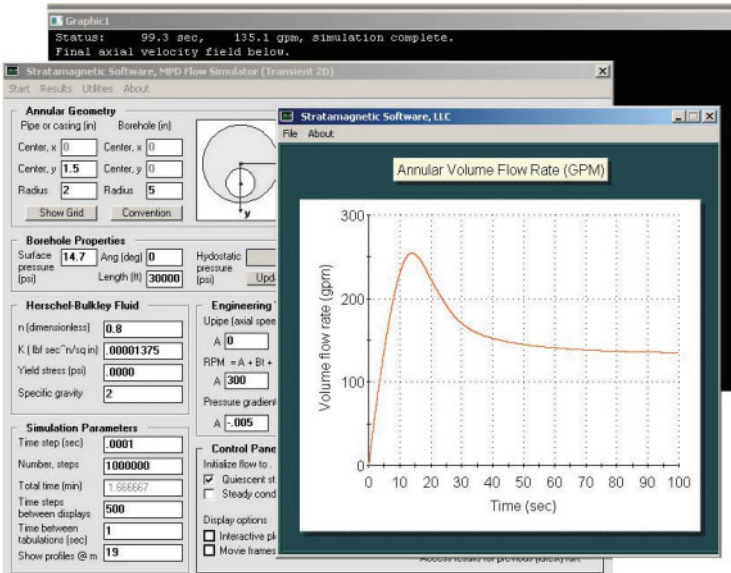 Graphic1
Status: 99.3 sec, 135.1 gpm, simulation complete.
Final axial velocity field below.
Stratamagnetic Software, MPD Flow Simulator (Transient 2D)
Start Results Utilities About
Annular Geometry
Pipe or casing (in) Borehole (in)
Center, x 0 Center, x 0
Center, y 1.5 Center, y 0
Radius 2 Radius 5
Show Grid Convention
y
Borehole Properties
Surface pressure (psi) 14.7 Ang (deg) 0
Length (ft) 30000
Hydostatic pressure (psi)
Upd
Herschel-Bulkley Fluid
n (dimensionless) 0.8
K ( lbf sec^n/sq in) .00001375
Yield stress (psi) .0000
Specific gravity 2
Engineering
Upipe (axial spee
A 0
RPM = A + Bt +
A 300
Pressure gradient
A -.005
Simulation Parameters
Time step (sec) .0001
Number, steps 1000000
Total time (min) 1.666667
Time steps between displays 500
Time between tabulations (sec) 1
Show profiles @ m 19
Control Pane
Initialize flow to .
Quiescent st
Steady cond
Display options
Interactive pl
Movie frames
Access results for previous (latest) run.
Stratamagnetic Software, LLC
File About
Annular Volume Flow Rate (GPM)
Volume flow rate (gpm)
300
200
100
0
0 10 20 30 40 50 60 70 80 90 100
Time (sec)